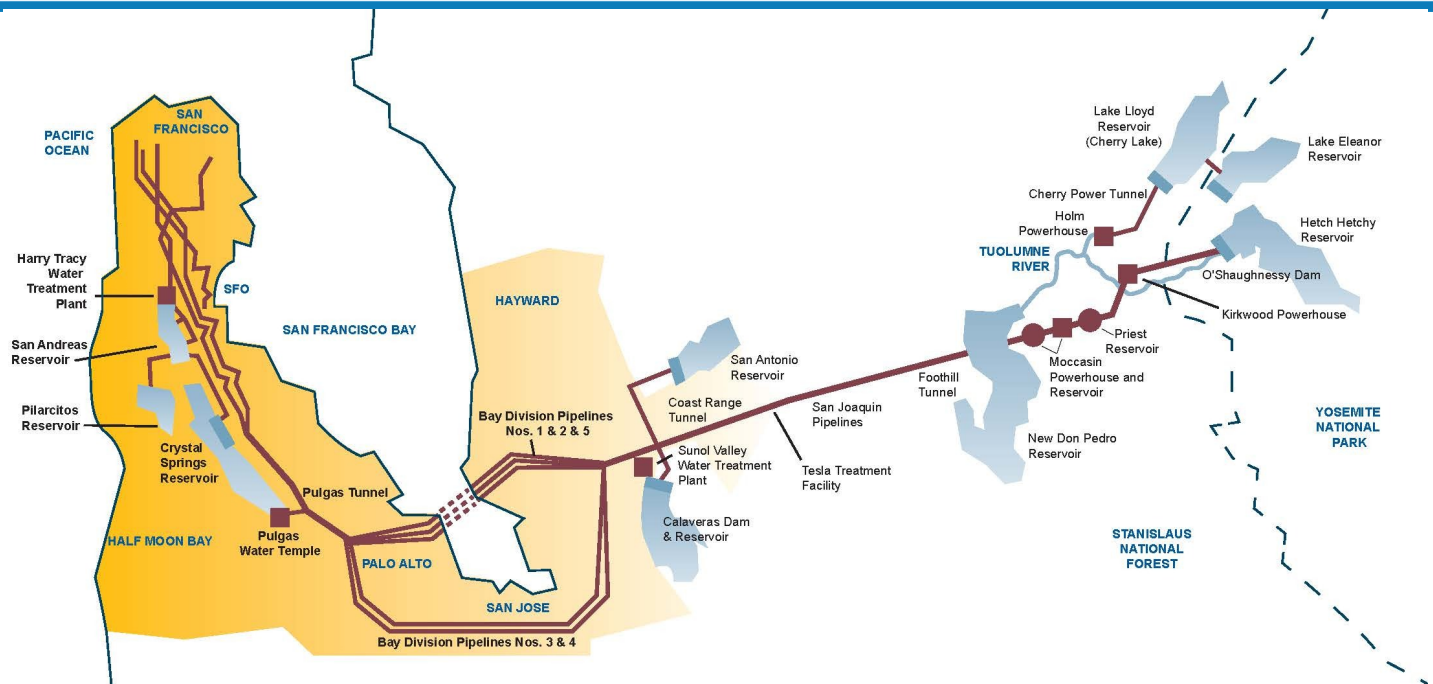 SAN
FRANCISCO
PACIFIC
OCEAN
Harry Tracy
Water
Treatment
Plant
SFO
San Andreas
Reservoir
SAN FRANCISCO BAY
Pilarcitos
Reservoir
Crystal
Springs
Reservoir
Pulgas Tunnel
HALF MOON BAY
Pulgas
Water Temple
PALO ALTO
SAN JOSE
Bay Division Pipelines Nos. 3 & 4
HAYWARD
Bay Division Pipelines
Nos. 1 & 2 & 5
San Antonio
Reservoir
Coast Range
Tunnel
Sunol Valley
Water Treatment
Plant
Calaveras Dam
& Reservoir
San Joaquin
Pipelines
Tesla Treatment
Facility
Foothill
Tunnel
New Don Pedro
Reservoir
Moccasin
Powerhouse and
Reservoir
Priest
Reservoir
TUOLUMNE
RIVER
Holm
Powerhouse
Cherry Power Tunnel
Lake Lloyd
Reservoir
(Cherry Lake)
Lake Eleanor
Reservoir
Hetch Hetchy
Reservoir
O'Shaughnessy Dam
Kirkwood Powerhouse
YOSEMITE
NATIONAL
PARK
STANISLAUS
NATIONAL
FOREST